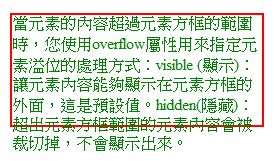 當元素的內容超過元素方框的範圍
時，您使用overflow屬性用來指定元
素溢位的處理方式：visible (顯示)：
讓元素內容能夠顯示在元素方框的
外面，這是預設值。hidden(隱藏)：
超出元素方框範圍的元素內容會被
裁切掉，不會顯示出來。